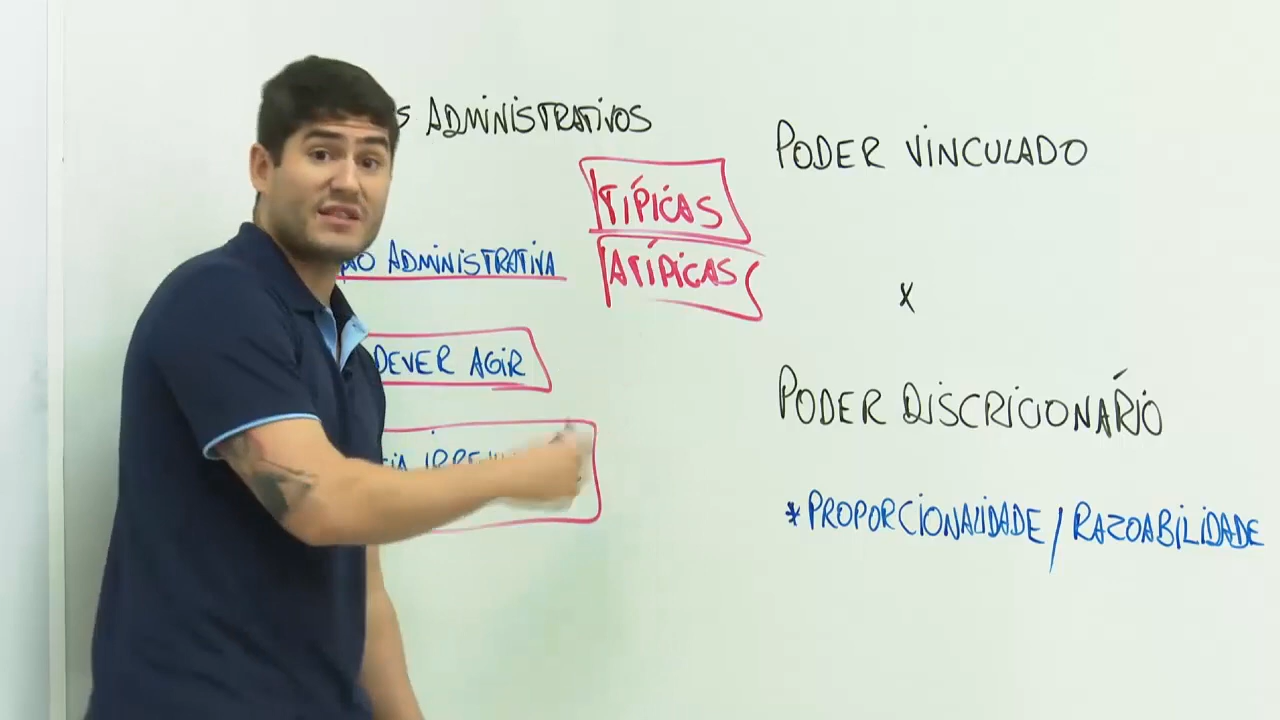 ADMINISTRATIVOS
TÍPICAS
ADMINISTRATIVA
ATÍPICAS
DEVER AGIR
PODER VINCULADO
X
PODER DISCRICIONÁRIO
* PROPORCIONALIDADE / RAZOABILIDADE